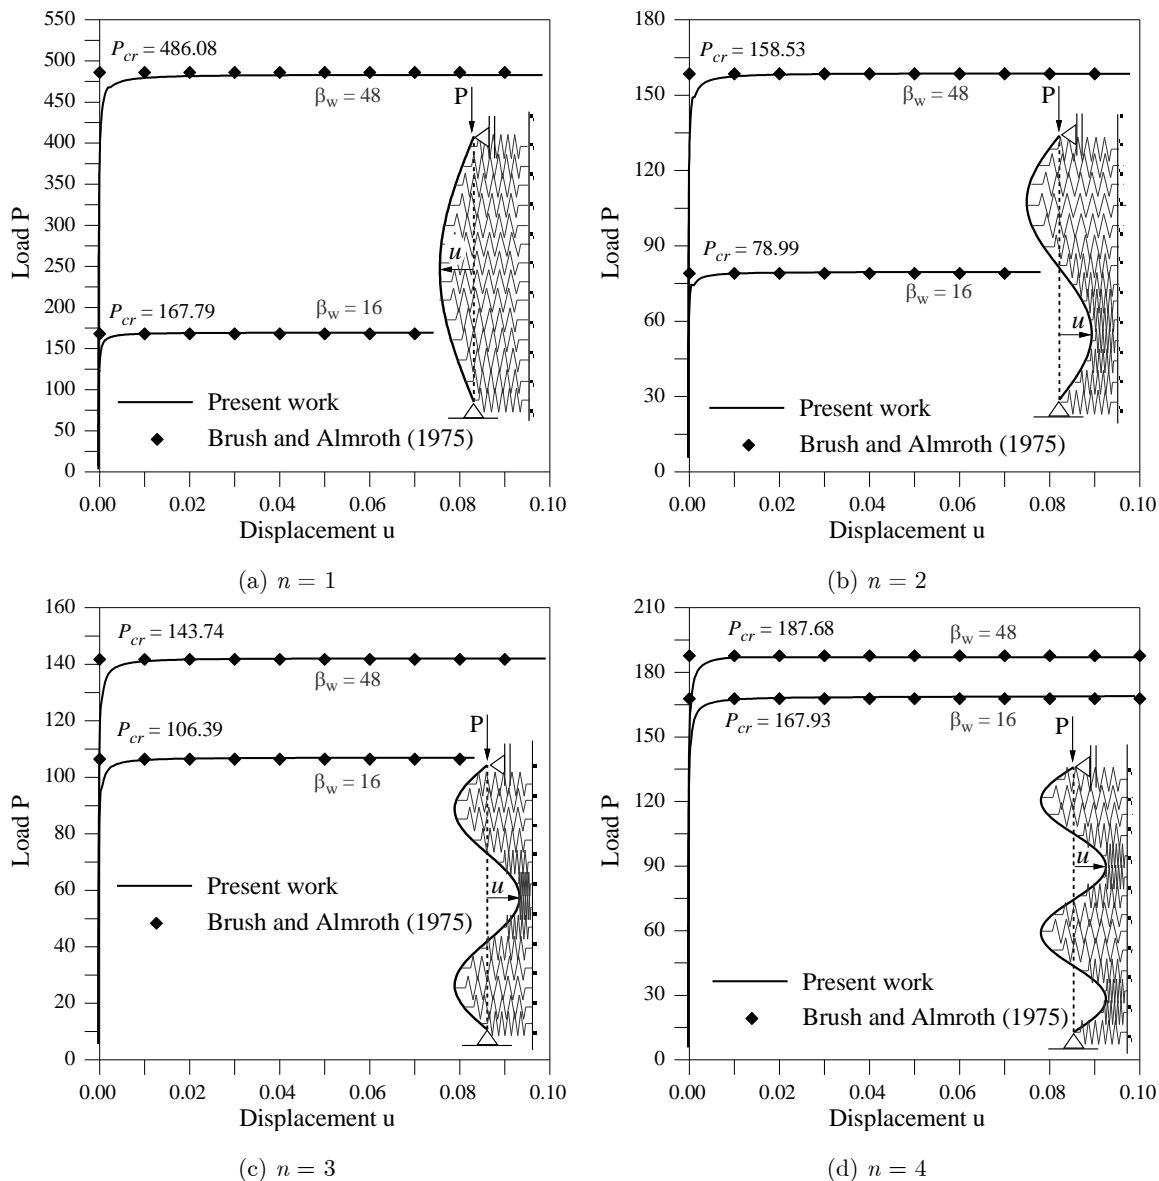 550
500
450
400
350
300
250
200
150
100
50
0
Load P
P_cr = 486.08
β_w = 48
P
u
P_cr = 167.79
β_w = 16
Present work
Brush and Almroth (1975)
0.00 0.02 0.04 0.06 0.08 0.10
Displacement u
(a) n = 1
180
150
120
90
60
30
0
Load P
P_cr = 158.53
β_w = 48
P
P_cr = 78.99
β_w = 16
u
Present work
Brush and Almroth (1975)
0.00 0.02 0.04 0.06 0.08 0.10
Displacement u
(b) n = 2
160
140
120
100
80
60
40
20
0
Load P
P_cr = 143.74
β_w = 48
P_cr = 106.39
P
β_w = 16
u
Present work
Brush and Almroth (1975)
0.00 0.02 0.04 0.06 0.08 0.10
Displacement u
(c) n = 3
210
180
150
120
90
60
30
0
Load P
P_cr = 187.68
β_w = 48
P_cr = 167.93
β_w = 16
P
u
Present work
Brush and Almroth (1975)
0.00 0.02 0.04 0.06 0.08 0.10
Displacement u
(d) n = 4